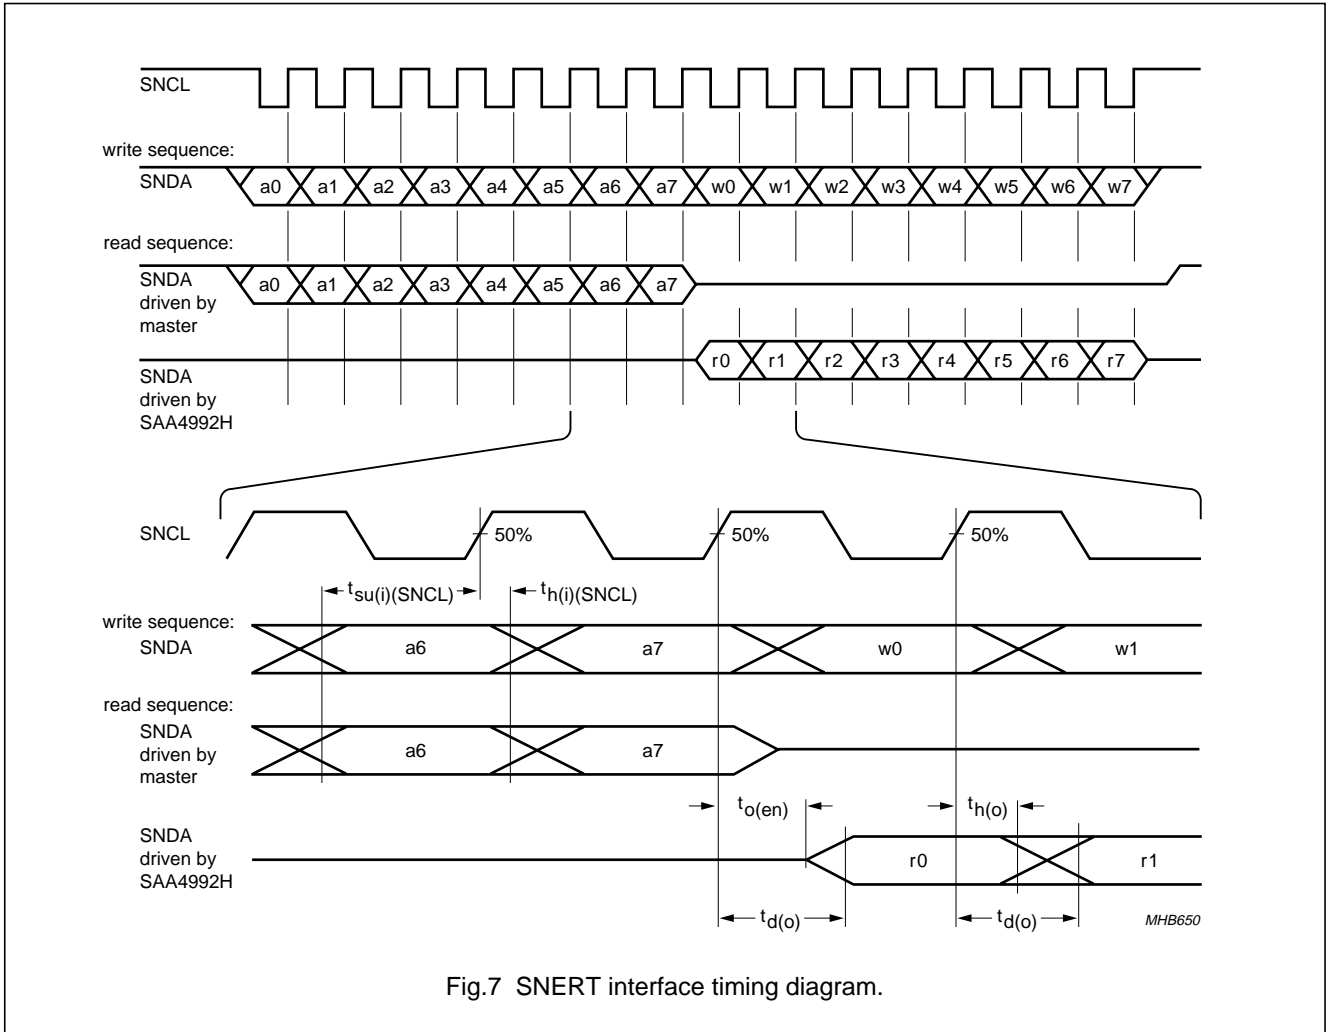 SNCL
write sequence:
SNDA
a0 a1 a2 a3 a4 a5 a6 a7 w0 w1 w2 w3 w4 w5 w6 w7
read sequence:
SNDA
driven by
master
a0 a1 a2 a3 a4 a5 a6 a7
SNDA
driven by
SAA4992H
r0 r1 r2 r3 r4 r5 r6 r7
SNCL
50% 50% 50%
tsu(i)(SNCL) th(i)(SNCL)
write sequence:
SNDA
a6 a7 w0 w1
read sequence:
SNDA
driven by
master
a6 a7
to(en) th(o)
SNDA
driven by
SAA4992H
r0 r1
td(o) td(o)
MHB650
Fig.7 SNERT interface timing diagram.